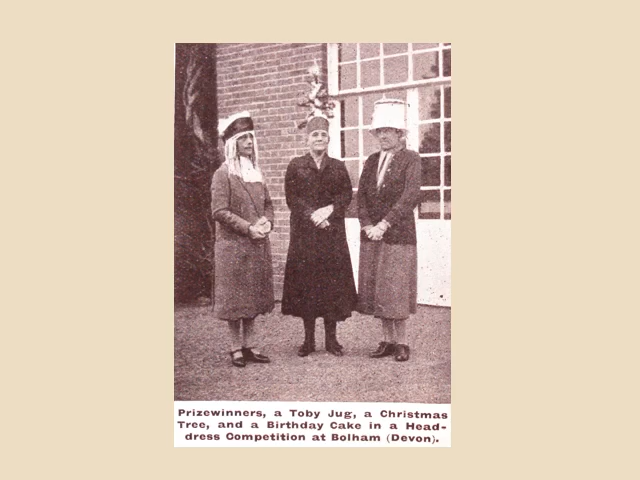 Prizewinners, a Toby Jug, a Christmas
Tree, and a Birthday Cake in a Head-
dress Competition at Bolham (Devon).